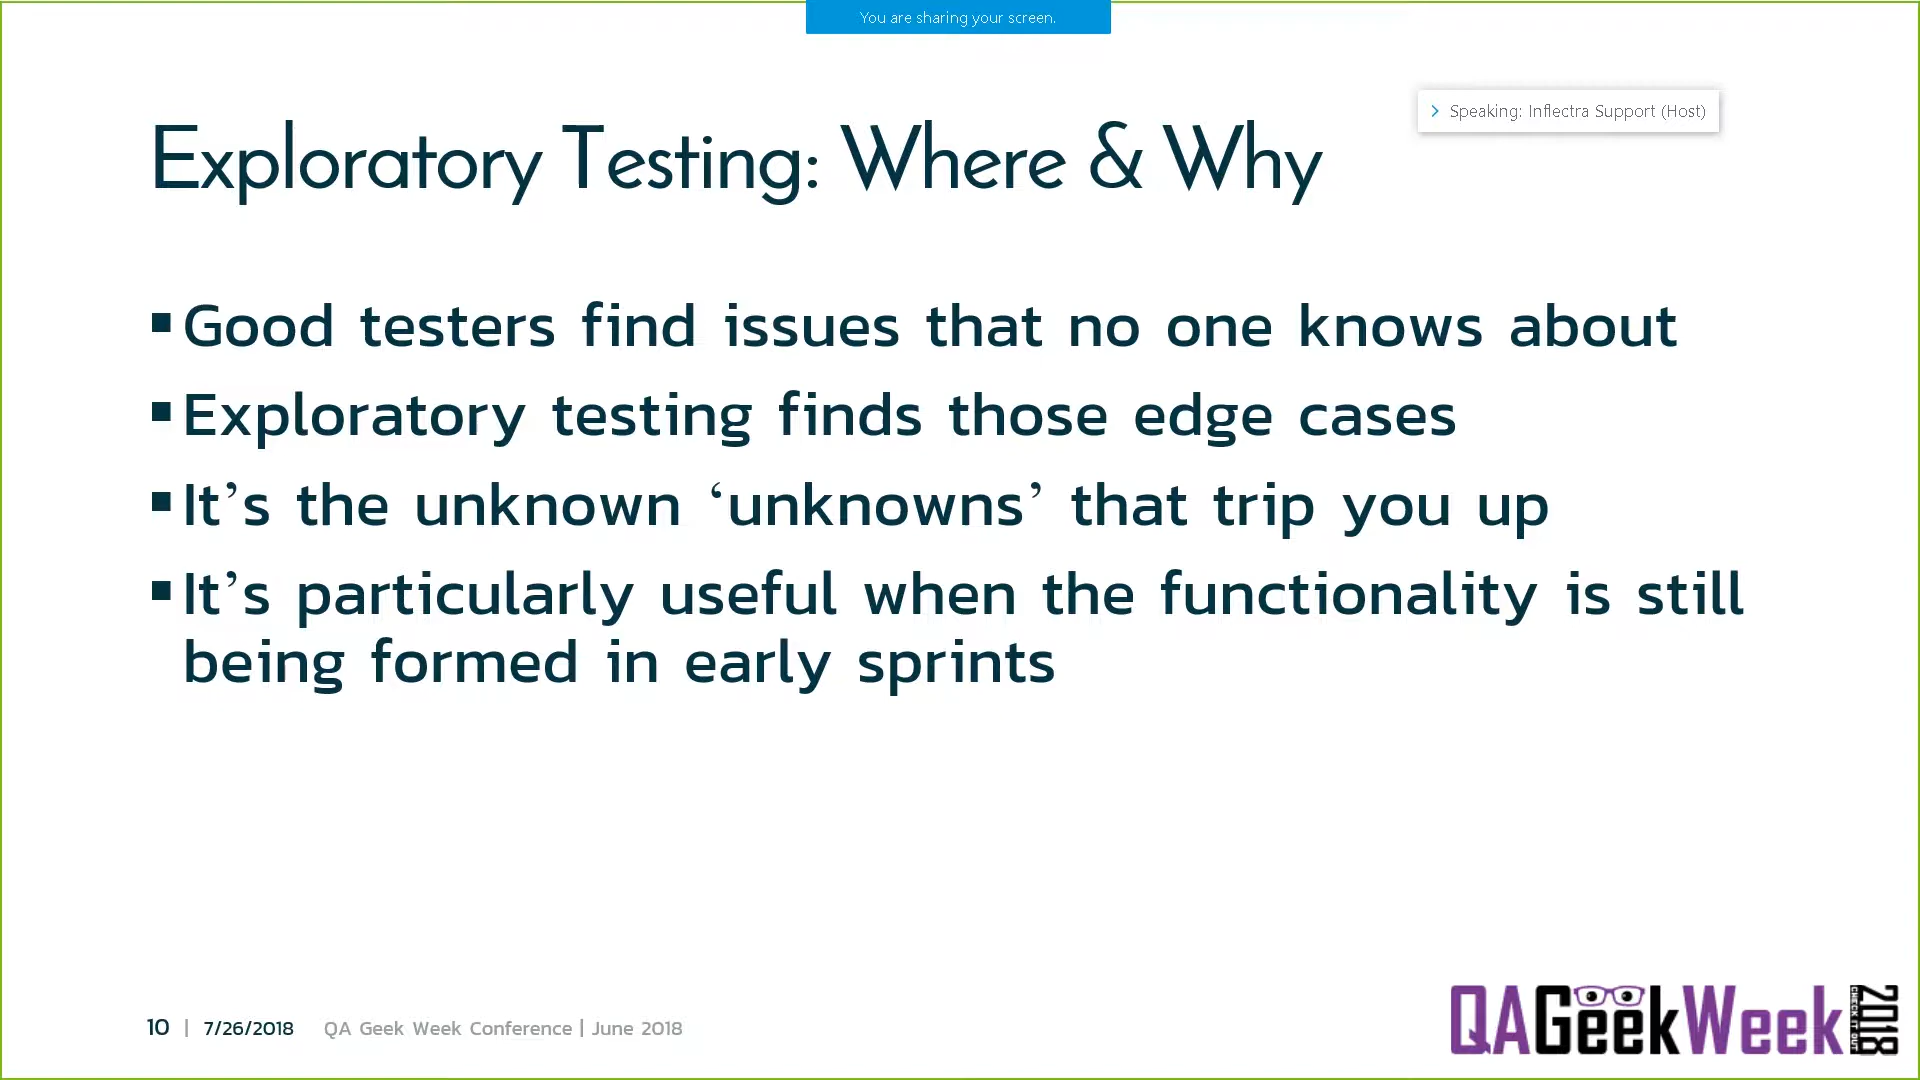 You are sharing your screen.
Speaking: Inflectra Support (Host)
Exploratory Testing: Where & Why
▪Good testers find issues that no one knows about
▪Exploratory testing finds those edge cases
▪It’s the unknown ‘unknowns’ that trip you up
▪It’s particularly useful when the functionality is still
being formed in early sprints
10 | 7/26/2018 QA Geek Week Conference | June 2018
QAGeekWeek
CHECK IT OUT
2018